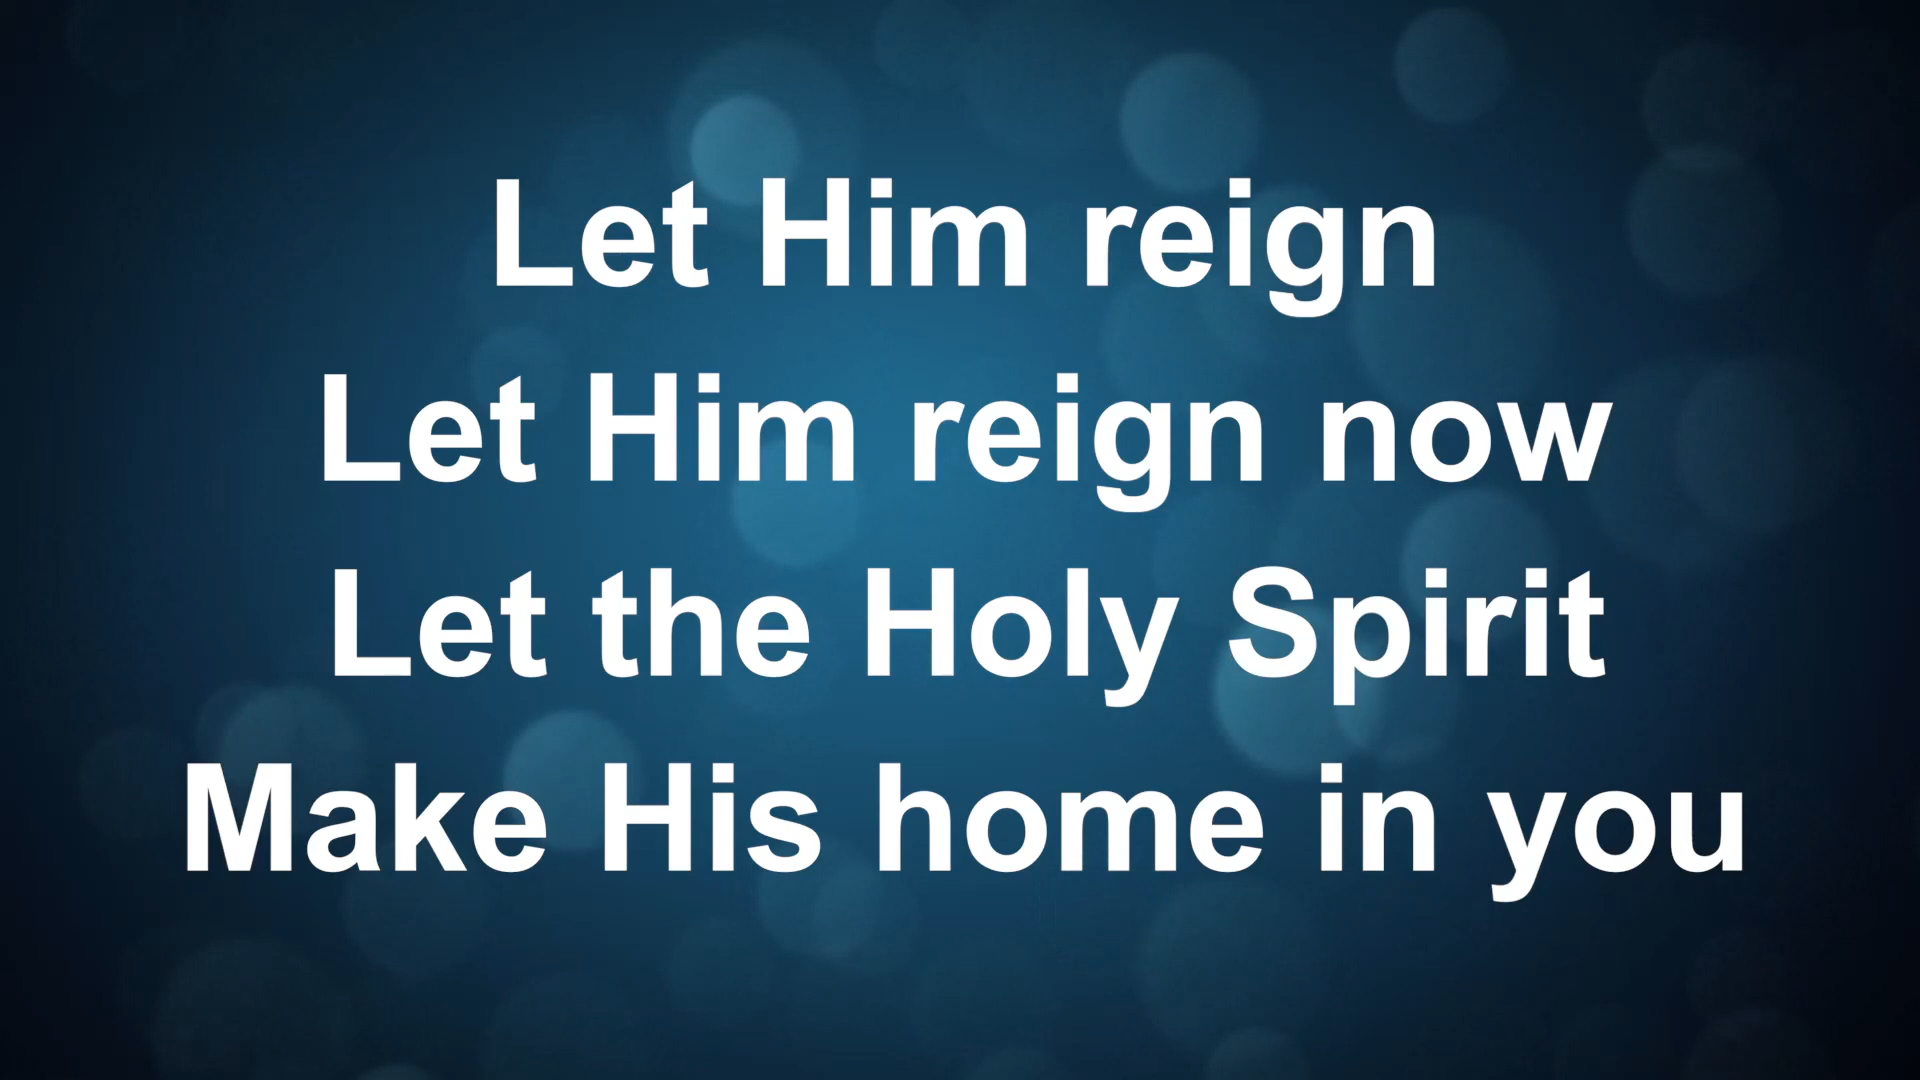 Let Him reign
Let Him reign now
Let the Holy Spirit
Make His home in you